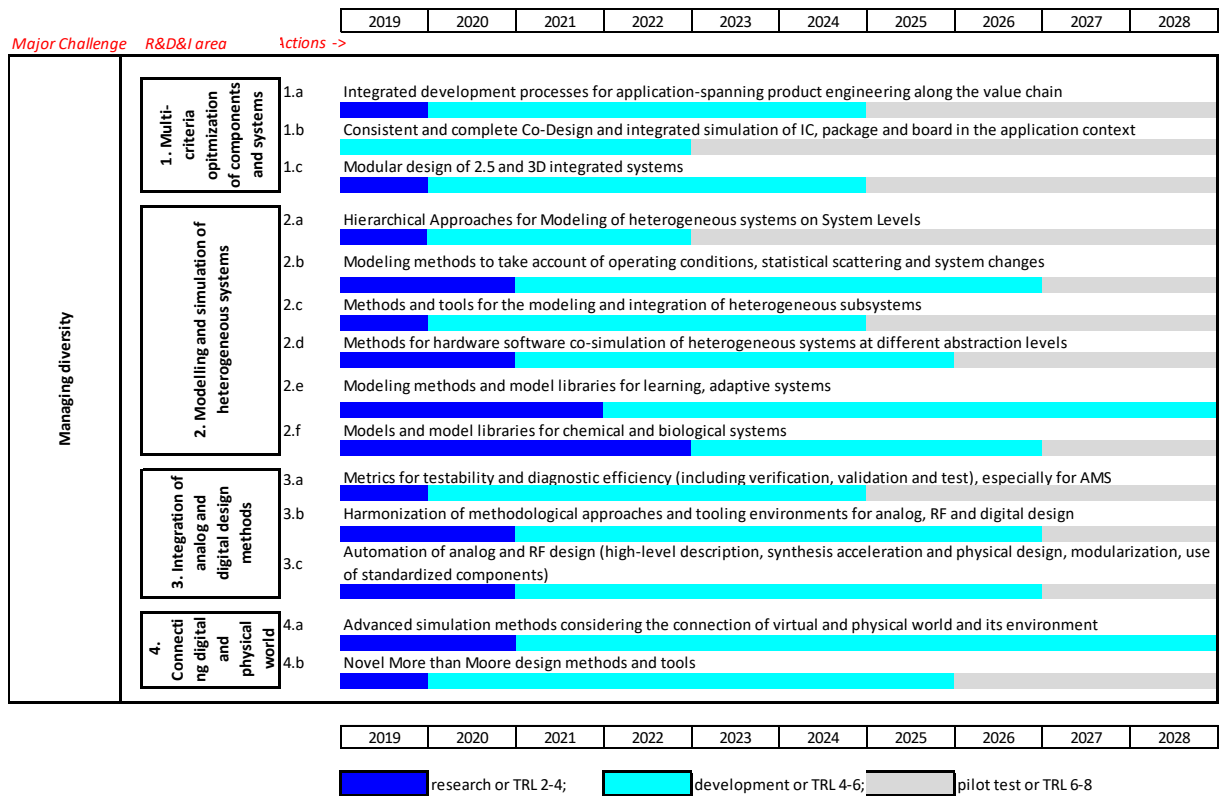 2019 2020 2021 2022 2023 2024 2025 2026 2027 2028
Major Challenge R&D&I area Actions ->
Managing diversity
1. Multi-
criteria
opitmization
of components
and systems
1.a Integrated development processes for application-spanning product engineering along the value chain
1.b Consistent and complete Co-Design and integrated simulation of IC, package and board in the application context
1.c Modular design of 2.5 and 3D integrated systems
2. Modelling and simulation of
heterogeneous systems
2.a Hierarchical Approaches for Modeling of heterogeneous systems on System Levels
2.b Modeling methods to take account of operating conditions, statistical scattering and system changes
2.c Methods and tools for the modeling and integration of heterogeneous subsystems
2.d Methods for hardware software co-simulation of heterogeneous systems at different abstraction levels
2.e Modeling methods and model libraries for learning, adaptive systems
2.f Models and model libraries for chemical and biological systems
3. Integration of
analog and
digital design
methods
3.a Metrics for testability and diagnostic efficiency (including verification, validation and test), especially for AMS
3.b Harmonization of methodological approaches and tooling environments for analog, RF and digital design
3.c Automation of analog and RF design (high-level description, synthesis acceleration and physical design, modularization, use
of standardized components)
4.
Connecti
ng digital
and
physical
world
4.a Advanced simulation methods considering the connection of virtual and physical world and its environment
4.b Novel More than Moore design methods and tools
2019 2020 2021 2022 2023 2024 2025 2026 2027 2028
research or TRL 2-4; development or TRL 4-6; pilot test or TRL 6-8